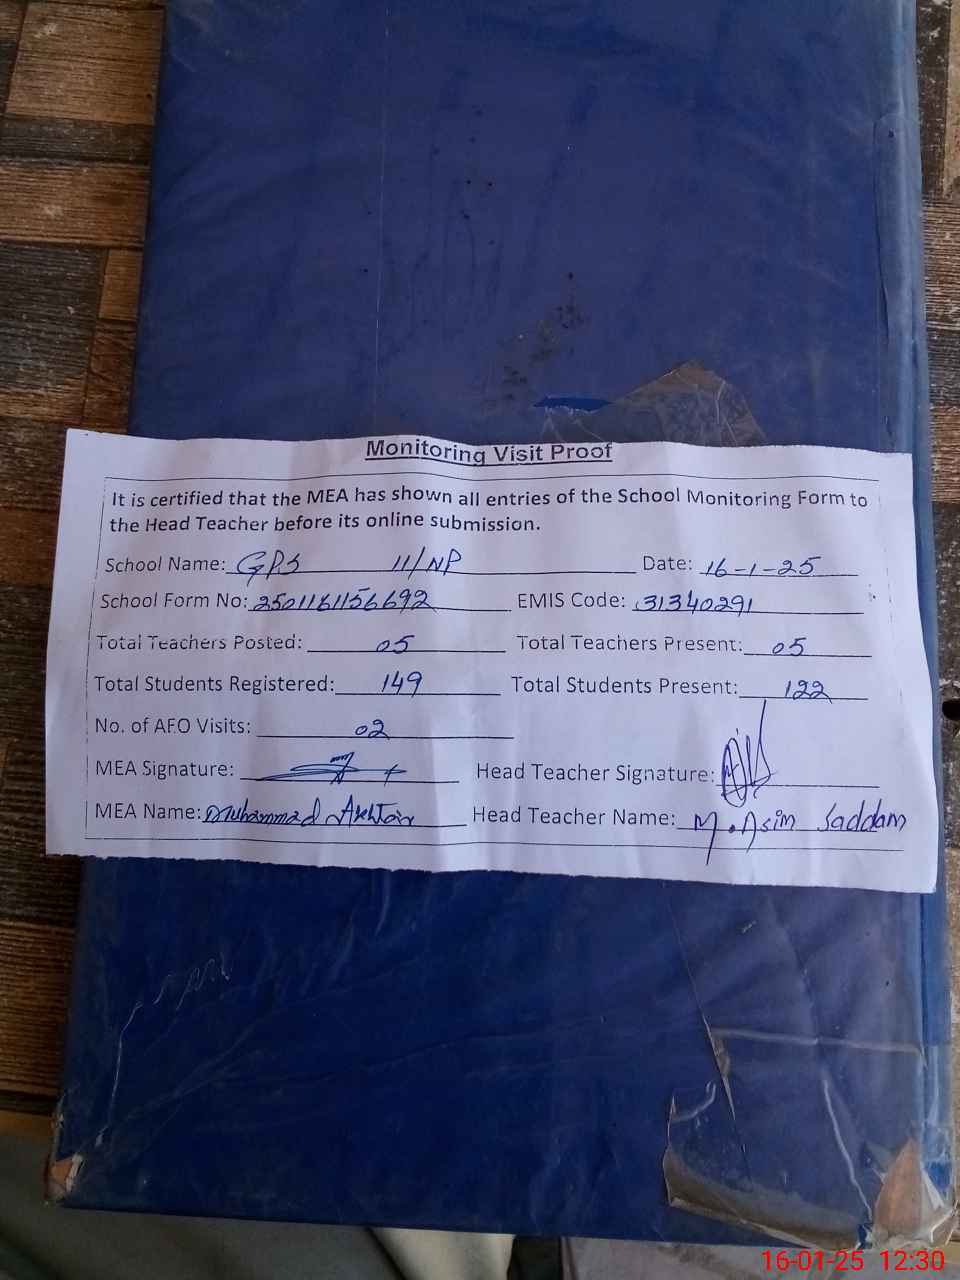 Monitoring Visit Proof
It is certified that the MEA has shown all entries of the School Monitoring Form to
the Head Teacher before its online submission.
School Name: GPS 11/NP Date: 16-1-25
School Form No: 2501161156692 EMIS Code: 31340291
Total Teachers Posted: 05 Total Teachers Present: 05
Total Students Registered: 149 Total Students Present: 122
No. of AEO Visits: 02
MEA Signature: Head Teacher Signature:
MEA Name: Muhammad Akhtar Head Teacher Name: M. Asim Saddam
16-01-25 12:30